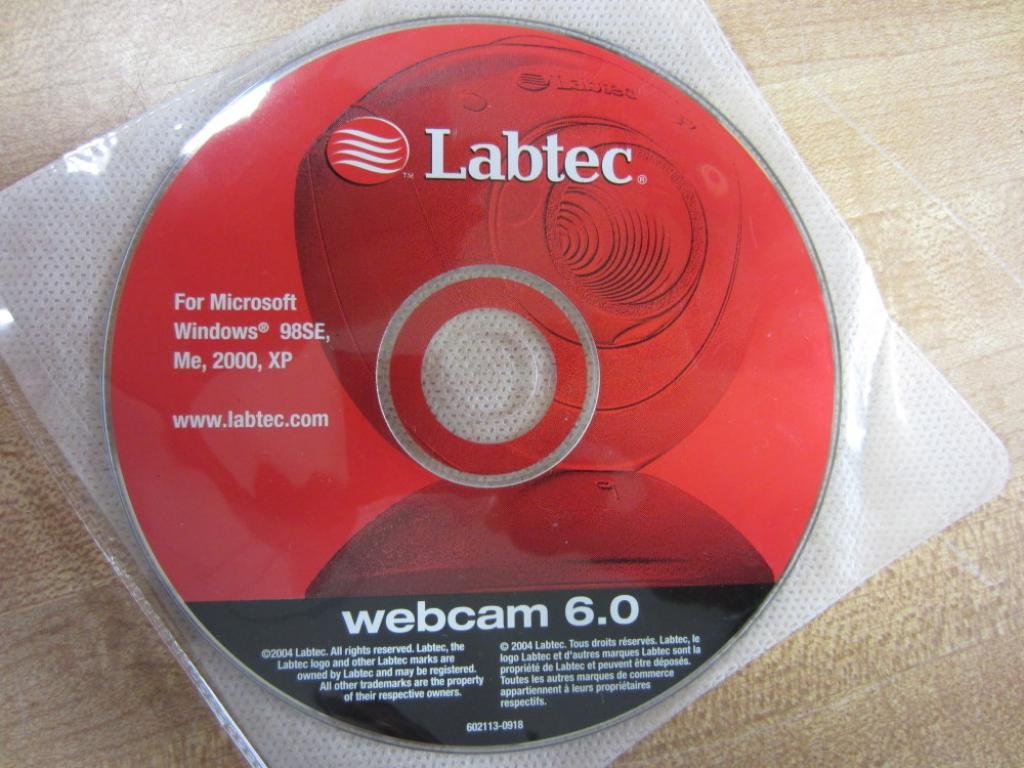 Labtec
™ Labtec®
For Microsoft
Windows® 98SE,
Me, 2000, XP
www.labtec.com
webcam 6.0
©2004 Labtec. All rights reserved. Labtec, the
Labtec logo and other Labtec marks are
owned by Labtec and may be registered.
All other trademarks are the property
of their respective owners.
© 2004 Labtec. Tous droits réservés. Labtec, le
logo Labtec et d'autres marques Labtec sont la
propriété de Labtec et peuvent être déposés.
Toutes les autres marques de commerce
appartiennent à leurs propriétaires
respectifs.
602113-0918